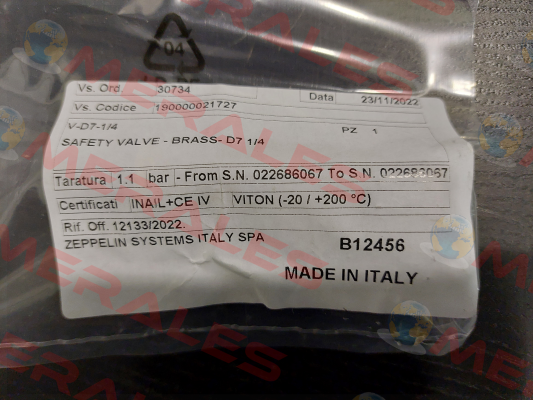 04
Vs. Ord. 30734 Data 23/11/2022
Vs. Codice 190000021727
V-D7-1/4 PZ 1
SAFETY VALVE - BRASS- D7 1/4
Taratura 1.1 bar - From S.N. 022686067 To S.N. 022683067
Certificati INAIL+CE IV VITON (-20 / +200 °C)
Rif. Off. 12133/2022.
ZEPPELIN SYSTEMS ITALY SPA B12456
MADE IN ITALY
MERALES